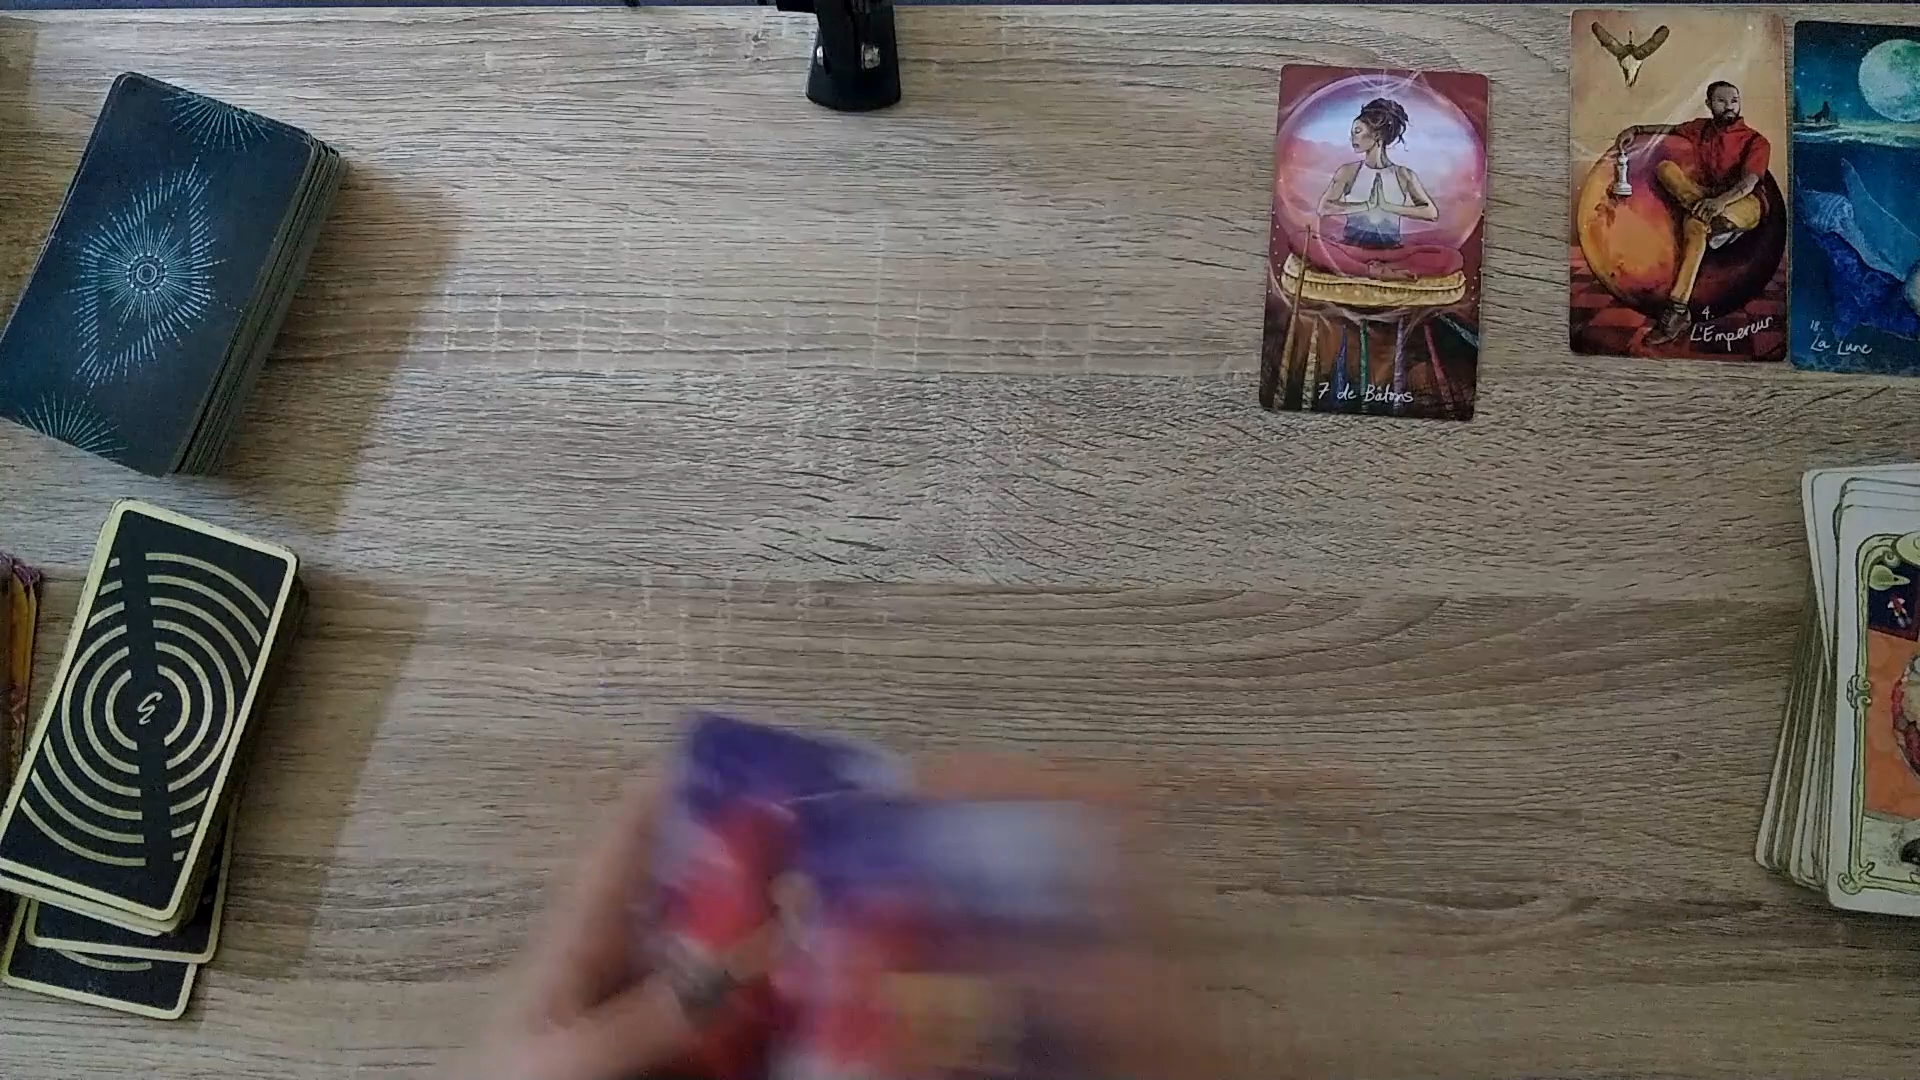 7 de Bâtons
4.
L'Empereur
18.
La Lune